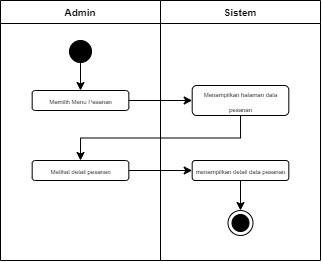 Admin
Sistem
Memilih Menu Pesanan
Menampilkan halaman data
pesanan
Melihat detail pesanan
menampilkan detail data pesanan